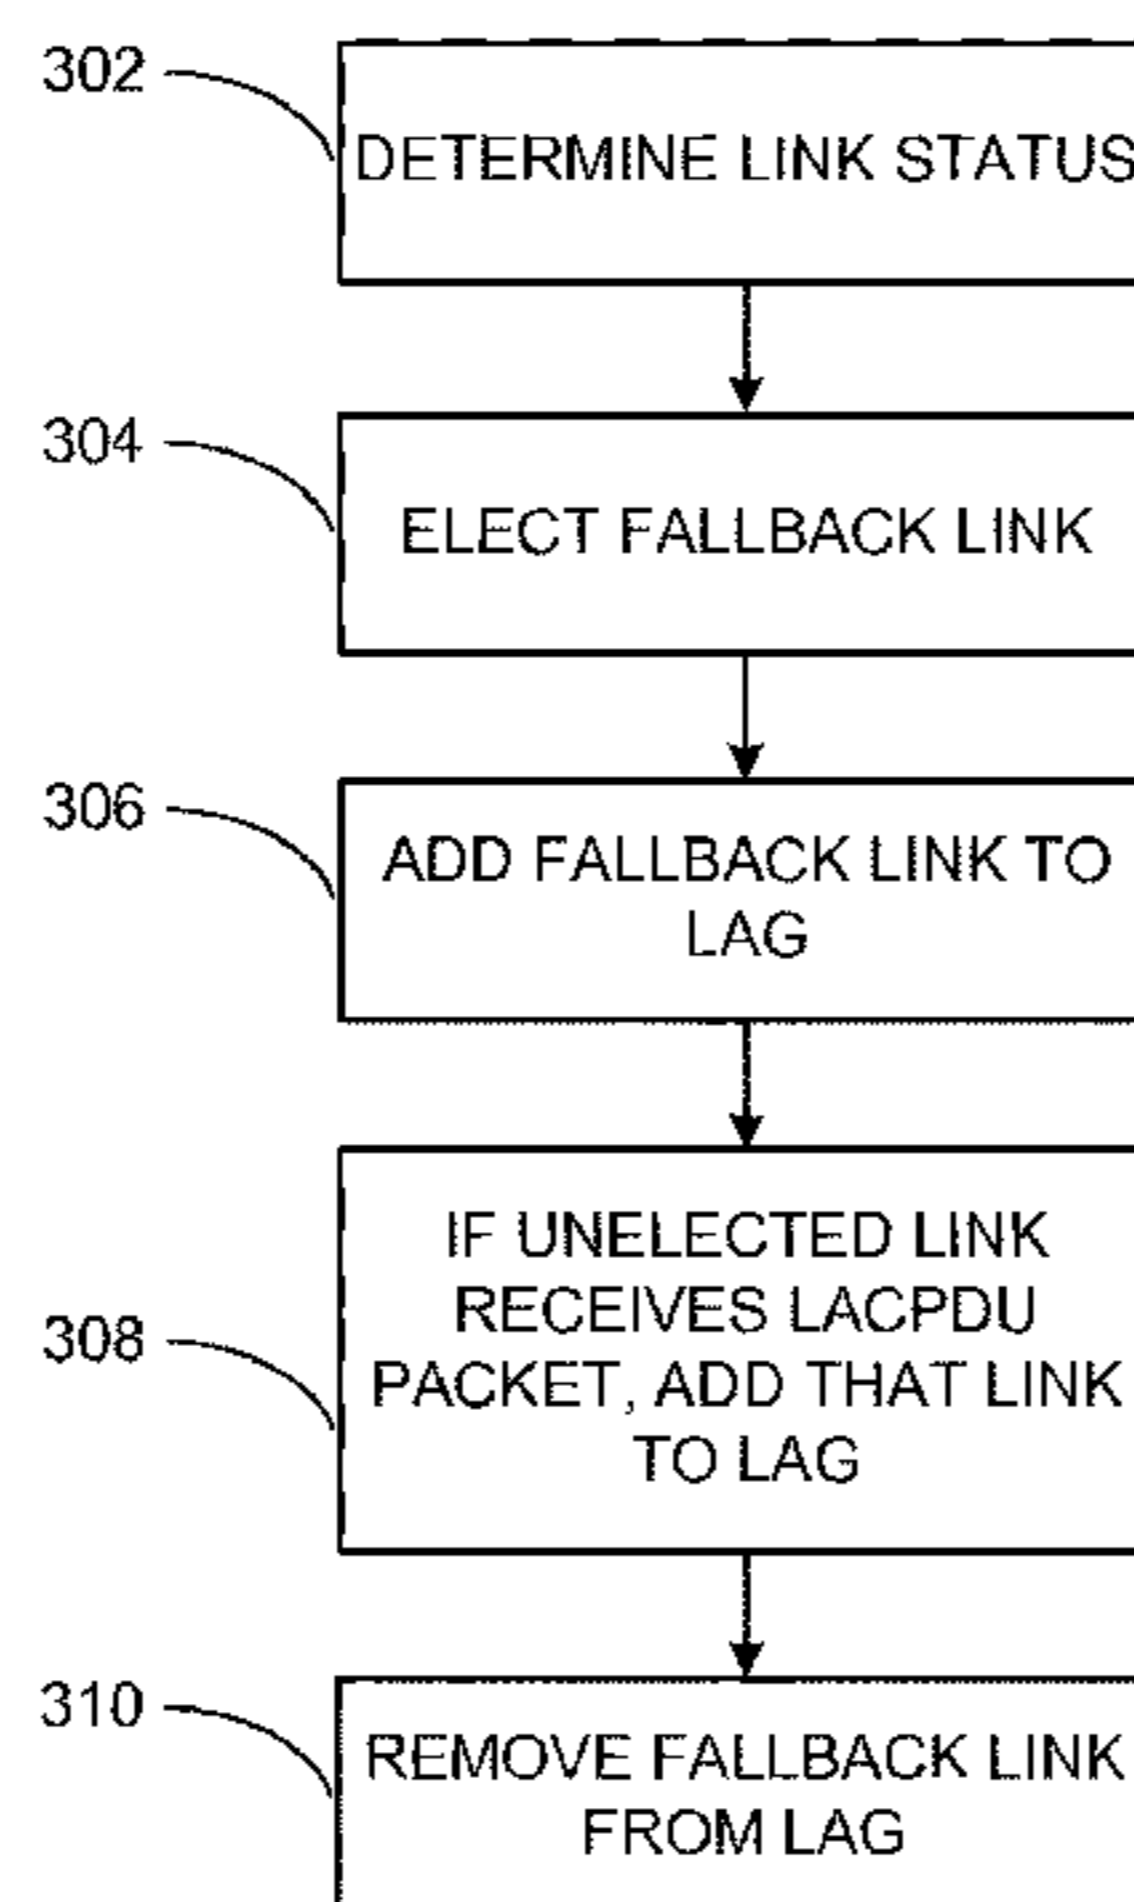 302
DETERMINE LINK STATUS
304
ELECT FALLBACK LINK
306
ADD FALLBACK LINK TO
LAG
308
IF UNELECTED LINK
RECEIVES LACPDU
PACKET, ADD THAT LINK
TO LAG
310
REMOVE FALLBACK LINK
FROM LAG